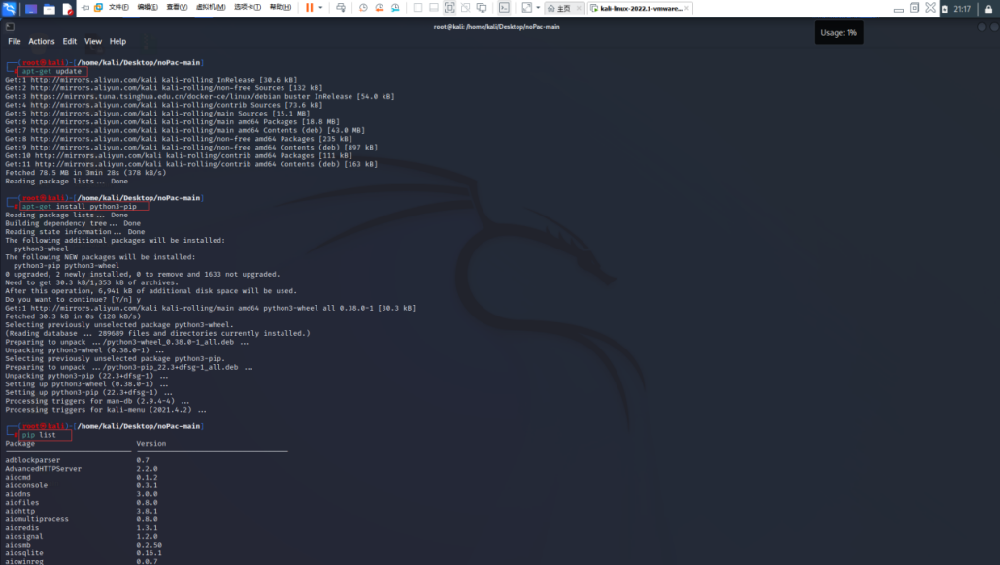 文件(F) 编辑(E) 查看(V) 虚拟机(M) 选项卡(T) 帮助(H) 主页 kali-linux-2022.1-vmware... 21:17
root@kali: /home/kali/Desktop/noPac-main
Usage: 1%
File Actions Edit View Help
(root㉿kali)-[/home/kali/Desktop/noPac-main]
# apt-get update
Get:1 http://mirrors.aliyun.com/kali kali-rolling InRelease [30.6 kB]
Get:2 http://mirrors.aliyun.com/kali kali-rolling/non-free Sources [132 kB]
Get:3 https://mirrors.tuna.tsinghua.edu.cn/docker-ce/linux/debian buster InRelease [54.0 kB]
Get:4 http://mirrors.aliyun.com/kali kali-rolling/contrib Sources [73.6 kB]
Get:5 http://mirrors.aliyun.com/kali kali-rolling/main Sources [15.1 MB]
Get:6 http://mirrors.aliyun.com/kali kali-rolling/main amd64 Packages [18.8 MB]
Get:7 http://mirrors.aliyun.com/kali kali-rolling/main amd64 Contents (deb) [43.0 MB]
Get:8 http://mirrors.aliyun.com/kali kali-rolling/non-free amd64 Packages [235 kB]
Get:9 http://mirrors.aliyun.com/kali kali-rolling/non-free amd64 Contents (deb) [897 kB]
Get:10 http://mirrors.aliyun.com/kali kali-rolling/contrib amd64 Packages [111 kB]
Get:11 http://mirrors.aliyun.com/kali kali-rolling/contrib amd64 Contents (deb) [163 kB]
Fetched 78.5 MB in 3min 28s (378 kB/s)
Reading package lists... Done
(root㉿kali)-[/home/kali/Desktop/noPac-main]
# apt-get install python3-pip
Reading package lists... Done
Building dependency tree... Done
Reading state information... Done
The following additional packages will be installed:
python3-wheel
The following NEW packages will be installed:
python3-pip python3-wheel
0 upgraded, 2 newly installed, 0 to remove and 1633 not upgraded.
Need to get 30.3 kB/1,353 kB of archives.
After this operation, 6,941 kB of additional disk space will be used.
Do you want to continue? [Y/n] y
Get:1 http://mirrors.aliyun.com/kali kali-rolling/main amd64 python3-wheel all 0.38.0-1 [30.3 kB]
Fetched 30.3 kB in 0s (128 kB/s)
Selecting previously unselected package python3-wheel.
(Reading database ... 289689 files and directories currently installed.)
Preparing to unpack .../python3-wheel_0.38.0-1_all.deb ...
Unpacking python3-wheel (0.38.0-1) ...
Selecting previously unselected package python3-pip.
Preparing to unpack .../python3-pip_22.3+dfsg-1_all.deb ...
Unpacking python3-pip (22.3+dfsg-1) ...
Setting up python3-wheel (0.38.0-1) ...
Setting up python3-pip (22.3+dfsg-1) ...
Processing triggers for man-db (2.9.4-4) ...
Processing triggers for kali-menu (2021.4.2) ...
(root㉿kali)-[/home/kali/Desktop/noPac-main]
# pip list
Package Version
adblockparser 0.7
AdvancedHTTPServer 2.2.0
aiocmd 0.1.2
aioconsole 0.3.1
aiodns 3.0.0
aiofiles 0.8.0
aiohttp 3.8.1
aiomultiprocess 0.8.0
aioredis 1.3.1
aiosignal 1.2.0
aiosmb 0.2.50
aiosqlite 0.16.1
aiowinreg 0.0.7